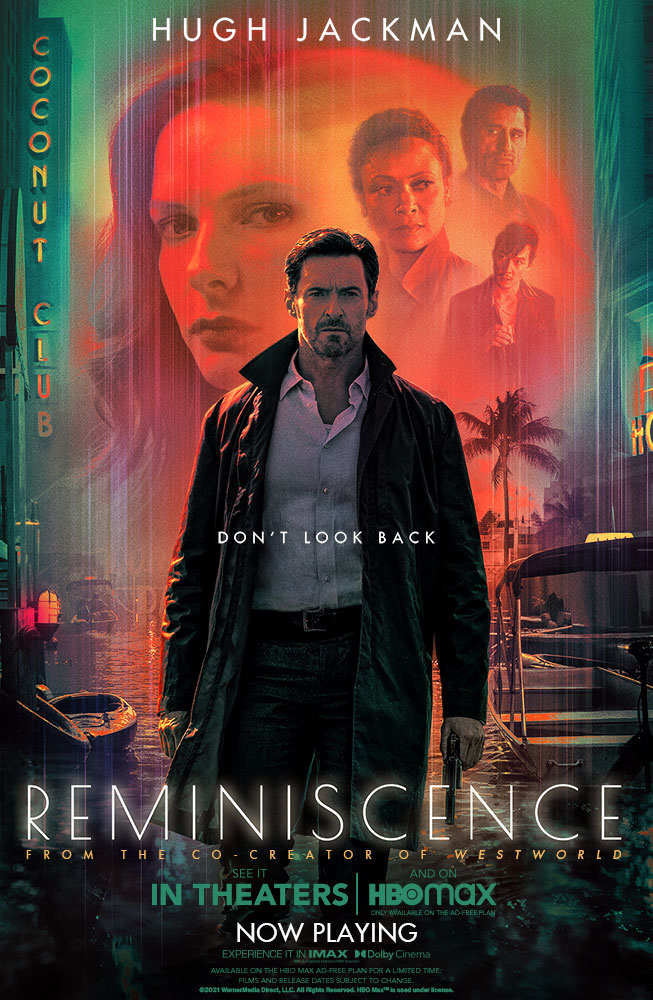 HUGH JACKMAN
COCONUT CLUB
DON'T LOOK BACK
REMINISCENCE
FROM THE CO-CREATOR OF WESTWORLD
SEE IT
IN THEATERS
AND ON
HBOmax
ONLY AVAILABLE ON THE AD-FREE PLAN
NOW PLAYING
EXPERIENCE IT IN IMAX Dolby Cinema
AVAILABLE ON THE HBO MAX AD-FREE PLAN FOR A LIMITED TIME.
FILMS AND RELEASE DATES SUBJECT TO CHANGE.
©2021 WarnerMedia Direct, LLC. All Rights Reserved. HBO Max™ is used under license.